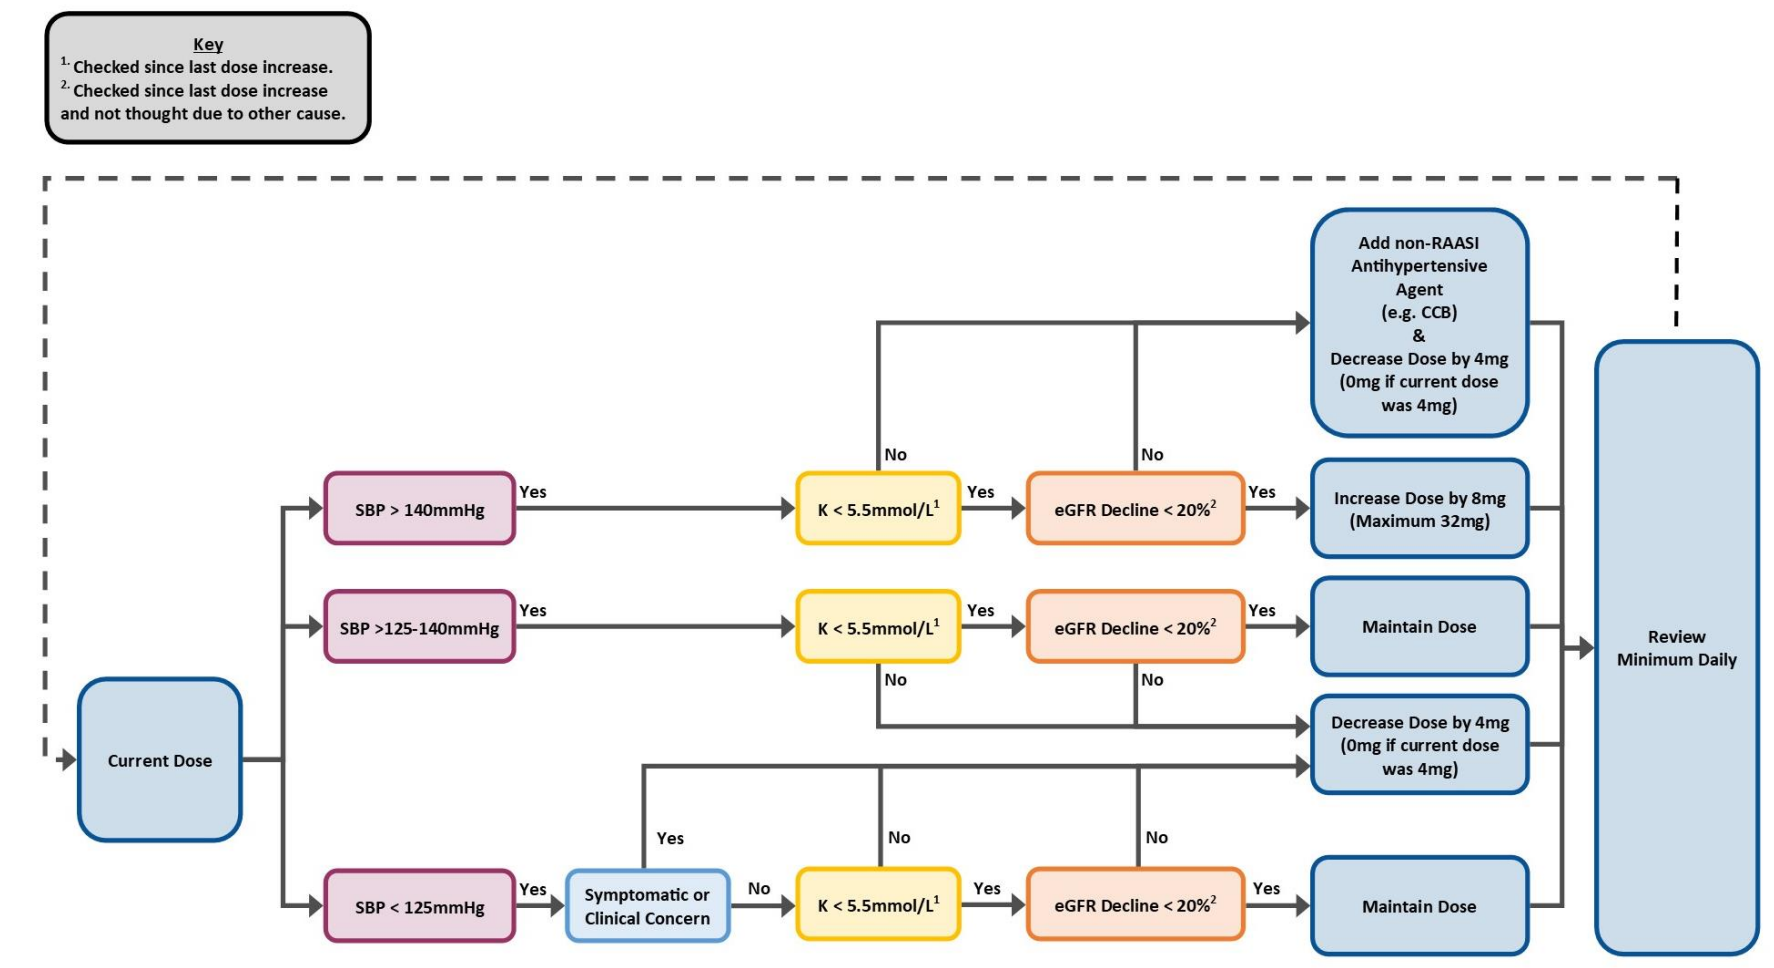 Key
1. Checked since last dose increase.
2. Checked since last dose increase
and not thought due to other cause.
Add non-RAASI
Antihypertensive
Agent
(e.g. CCB)
&
Decrease Dose by 4mg
(0mg if current dose
was 4mg)
No
No
SBP > 140mmHg
Yes
K < 5.5mmol/L1
Yes
eGFR Decline < 20%2
Yes
Increase Dose by 8mg
(Maximum 32mg)
SBP >125-140mmHg
Yes
K < 5.5mmol/L1
Yes
eGFR Decline < 20%2
Yes
Maintain Dose
Review
Minimum Daily
No
No
Decrease Dose by 4mg
(0mg if current dose
was 4mg)
Current Dose
Yes
No
No
SBP < 125mmHg
Yes
Symptomatic or
Clinical Concern
No
K < 5.5mmol/L1
Yes
eGFR Decline < 20%2
Yes
Maintain Dose